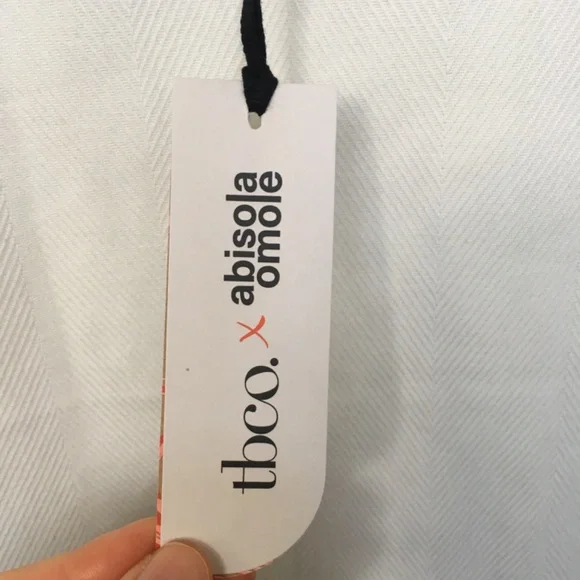 tbco. x abisola
omole